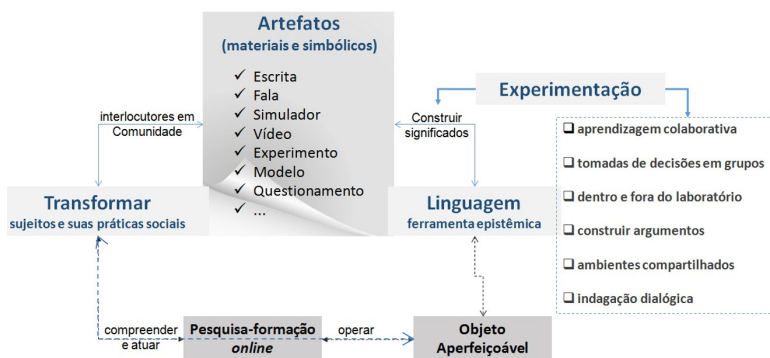 Artefatos
(materiais e simbólicos)
✓ Escrita
✓ Fala
✓ Simulador
✓ Vídeo
✓ Experimento
✓ Modelo
✓ Questionamento
✓ ...
interlocutores em
Comunidade
Construir
significados
Experimentação
❑ aprendizagem colaborativa
❑ tomadas de decisões em grupos
❑ dentro e fora do laboratório
❑ construir argumentos
❑ ambientes compartilhados
❑ indagação dialógica
Transformar
sujeitos e suas práticas sociais
Linguagem
ferramenta epistêmica
compreender
e atuar
Pesquisa-formação
online
operar
Objeto
Aperfeiçoável